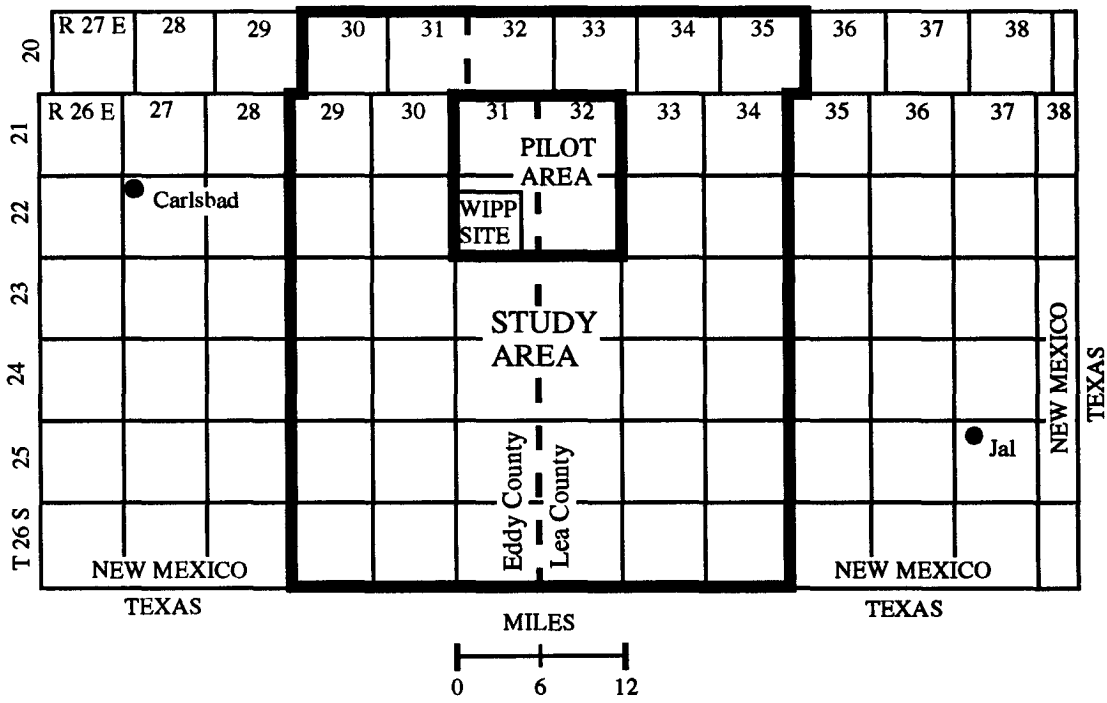 R 27 E 28 29 30 31 32 33 34 35 36 37 38
20
R 26 E 27 28 29 30 31 32 33 34 35 36 37 38
21
PILOT
AREA
22
Carlsbad
WIPP
SITE
23
STUDY
AREA
24
NEW MEXICO
TEXAS
25
Jal
Eddy County
Lea County
T 26 S
NEW MEXICO
NEW MEXICO
TEXAS
TEXAS
MILES
0 6 12